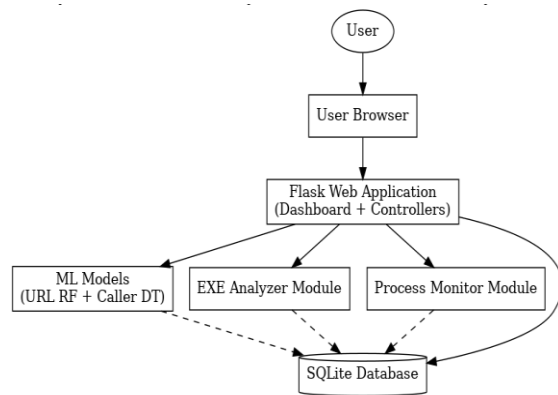 User
User Browser
Flask Web Application
(Dashboard + Controllers)
ML Models
(URL RF + Caller DT)
EXE Analyzer Module
Process Monitor Module
SQLite Database